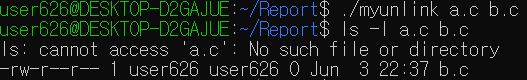 user626@DESKTOP-D2GAJUE:~/Report$ ./myunlink a.c b.c
user626@DESKTOP-D2GAJUE:~/Report$ ls -l a.c b.c
ls: cannot access 'a.c': No such file or directory
-rw-r--r-- 1 user626 user626 0 Jun  3 22:37 b.c